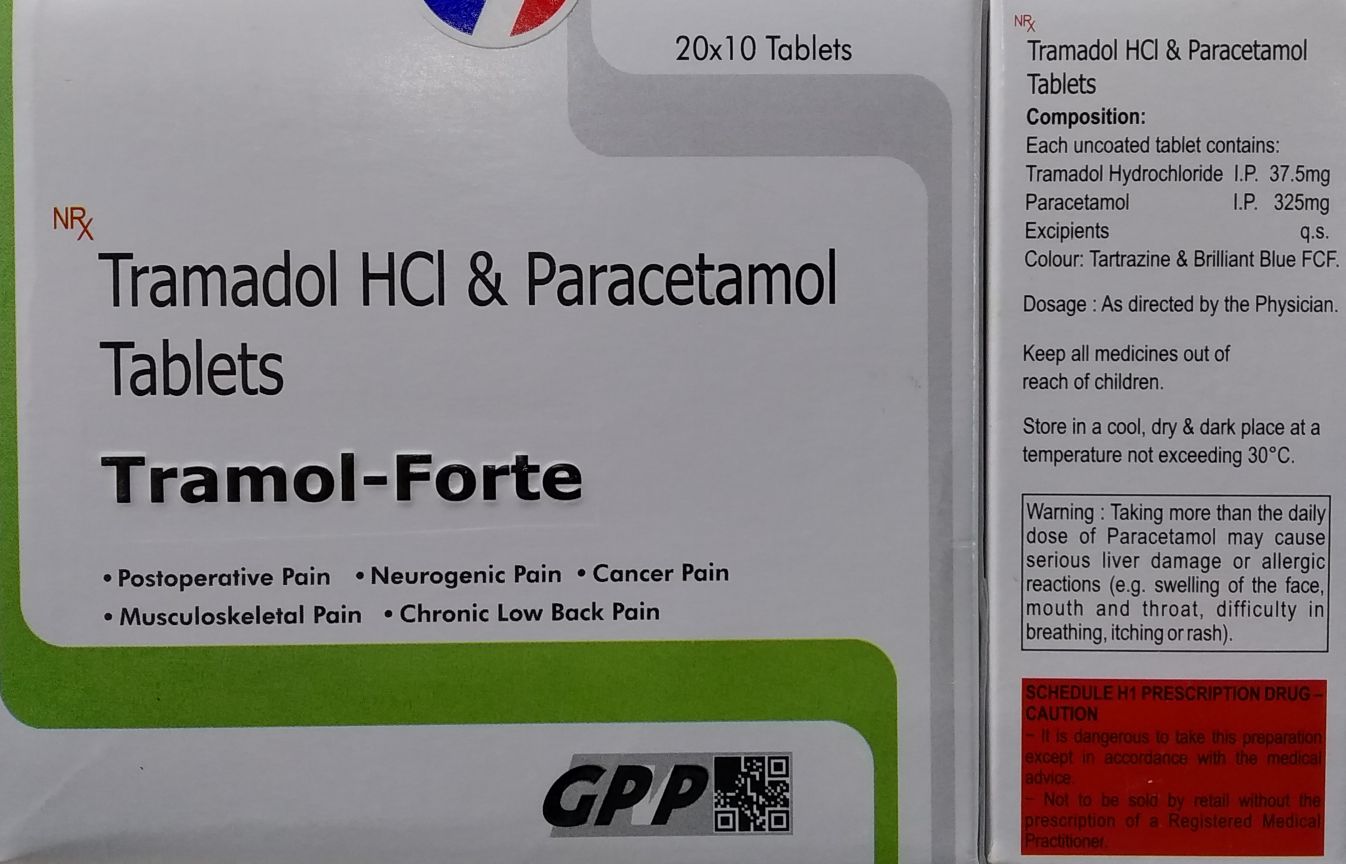 20x10 Tablets
NRx
Tramadol HCl & Paracetamol
Tablets
Tramol-Forte
• Postoperative Pain • Neurogenic Pain • Cancer Pain
• Musculoskeletal Pain • Chronic Low Back Pain
GPP
NRx
Tramadol HCl & Paracetamol
Tablets
Composition:
Each uncoated tablet contains:
Tramadol Hydrochloride I.P. 37.5mg
Paracetamol I.P. 325mg
Excipients q.s.
Colour: Tartrazine & Brilliant Blue FCF.
Dosage : As directed by the Physician.
Keep all medicines out of
reach of children.
Store in a cool, dry & dark place at a
temperature not exceeding 30°C.
Warning : Taking more than the daily
dose of Paracetamol may cause
serious liver damage or allergic
reactions (e.g. swelling of the face,
mouth and throat, difficulty in
breathing, itching or rash).
SCHEDULE H1 PRESCRIPTION DRUG –
CAUTION
– It is dangerous to take this preparation
except in accordance with the medical
advice.
– Not to be sold by retail without the
prescription of a Registered Medical
Practitioner.